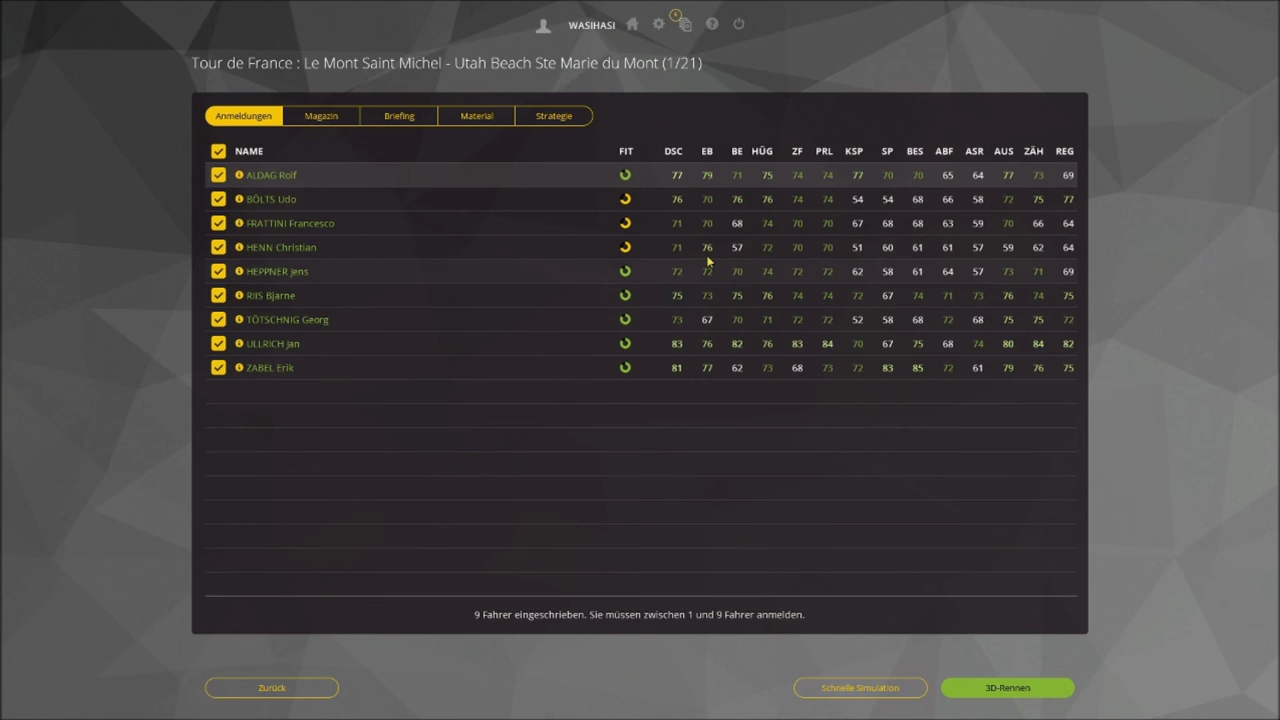 WASIHASI
Tour de France : Le Mont Saint Michel - Utah Beach Ste Marie du Mont (1/21)
Anmeldungen Magazin Briefing Material Strategie
NAME FIT DSC EB BE HÜG ZF PRL KSP SP BES ABF ASR AUS ZÄH REG
ALDAG Rolf 77 79 71 75 74 74 77 70 70 65 64 77 73 69
BÖLTS Udo 76 70 76 76 74 74 54 54 68 66 58 72 75 77
FRATTINI Francesco 71 70 68 74 70 70 67 68 68 63 59 70 66 64
HENN Christian 71 76 57 72 70 70 51 60 61 61 57 59 62 64
HEPPNER Jens 72 72 70 74 72 72 62 58 61 64 57 73 71 69
RIIS Bjarne 75 73 75 76 74 74 72 67 74 71 73 76 74 75
TÖTSCHNIG Georg 73 67 70 71 72 72 52 58 68 72 68 75 75 72
ULLRICH Jan 83 76 82 76 83 84 70 67 75 68 74 80 84 82
ZABEL Erik 81 77 62 73 68 73 72 83 85 72 61 79 76 75
9 Fahrer eingeschrieben. Sie müssen zwischen 1 und 9 Fahrer anmelden.
Zurück Schnelle Simulation 3D-Rennen